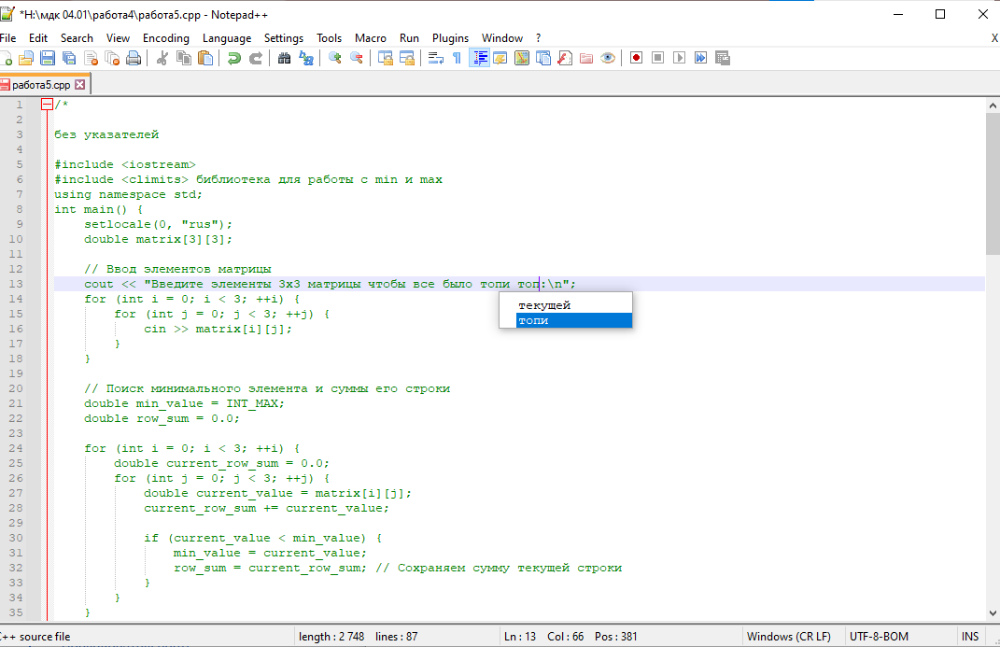 *H:\мдк 04.01\работа4\работа5.cpp - Notepad++
File Edit Search View Encoding Language Settings Tools Macro Run Plugins Window ? X
работа5.cpp
1 /*
2
3 без указателей
4
5 #include <iostream>
6 #include <climits> библиотека для работы с min и max
7 using namespace std;
8 int main() {
9 setlocale(0, "rus");
10 double matrix[3][3];
11
12 // Ввод элементов матрицы
13 cout << "Введите элементы 3x3 матрицы чтобы все было топи топ:\n";
14 for (int i = 0; i < 3; ++i) {
15 for (int j = 0; j < 3; ++j) {
16 cin >> matrix[i][j];
17 }
18 }
19
20 // Поиск минимального элемента и суммы его строки
21 double min_value = INT_MAX;
22 double row_sum = 0.0;
23
24 for (int i = 0; i < 3; ++i) {
25 double current_row_sum = 0.0;
26 for (int j = 0; j < 3; ++j) {
27 double current_value = matrix[i][j];
28 current_row_sum += current_value;
29
30 if (current_value < min_value) {
31 min_value = current_value;
32 row_sum = current_row_sum; // Сохраняем сумму текущей строки
33 }
34 }
35 }
текущей
топи
C++ source file length : 2 748 lines : 87 Ln : 13 Col : 66 Pos : 381 Windows (CR LF) UTF-8-BOM INS